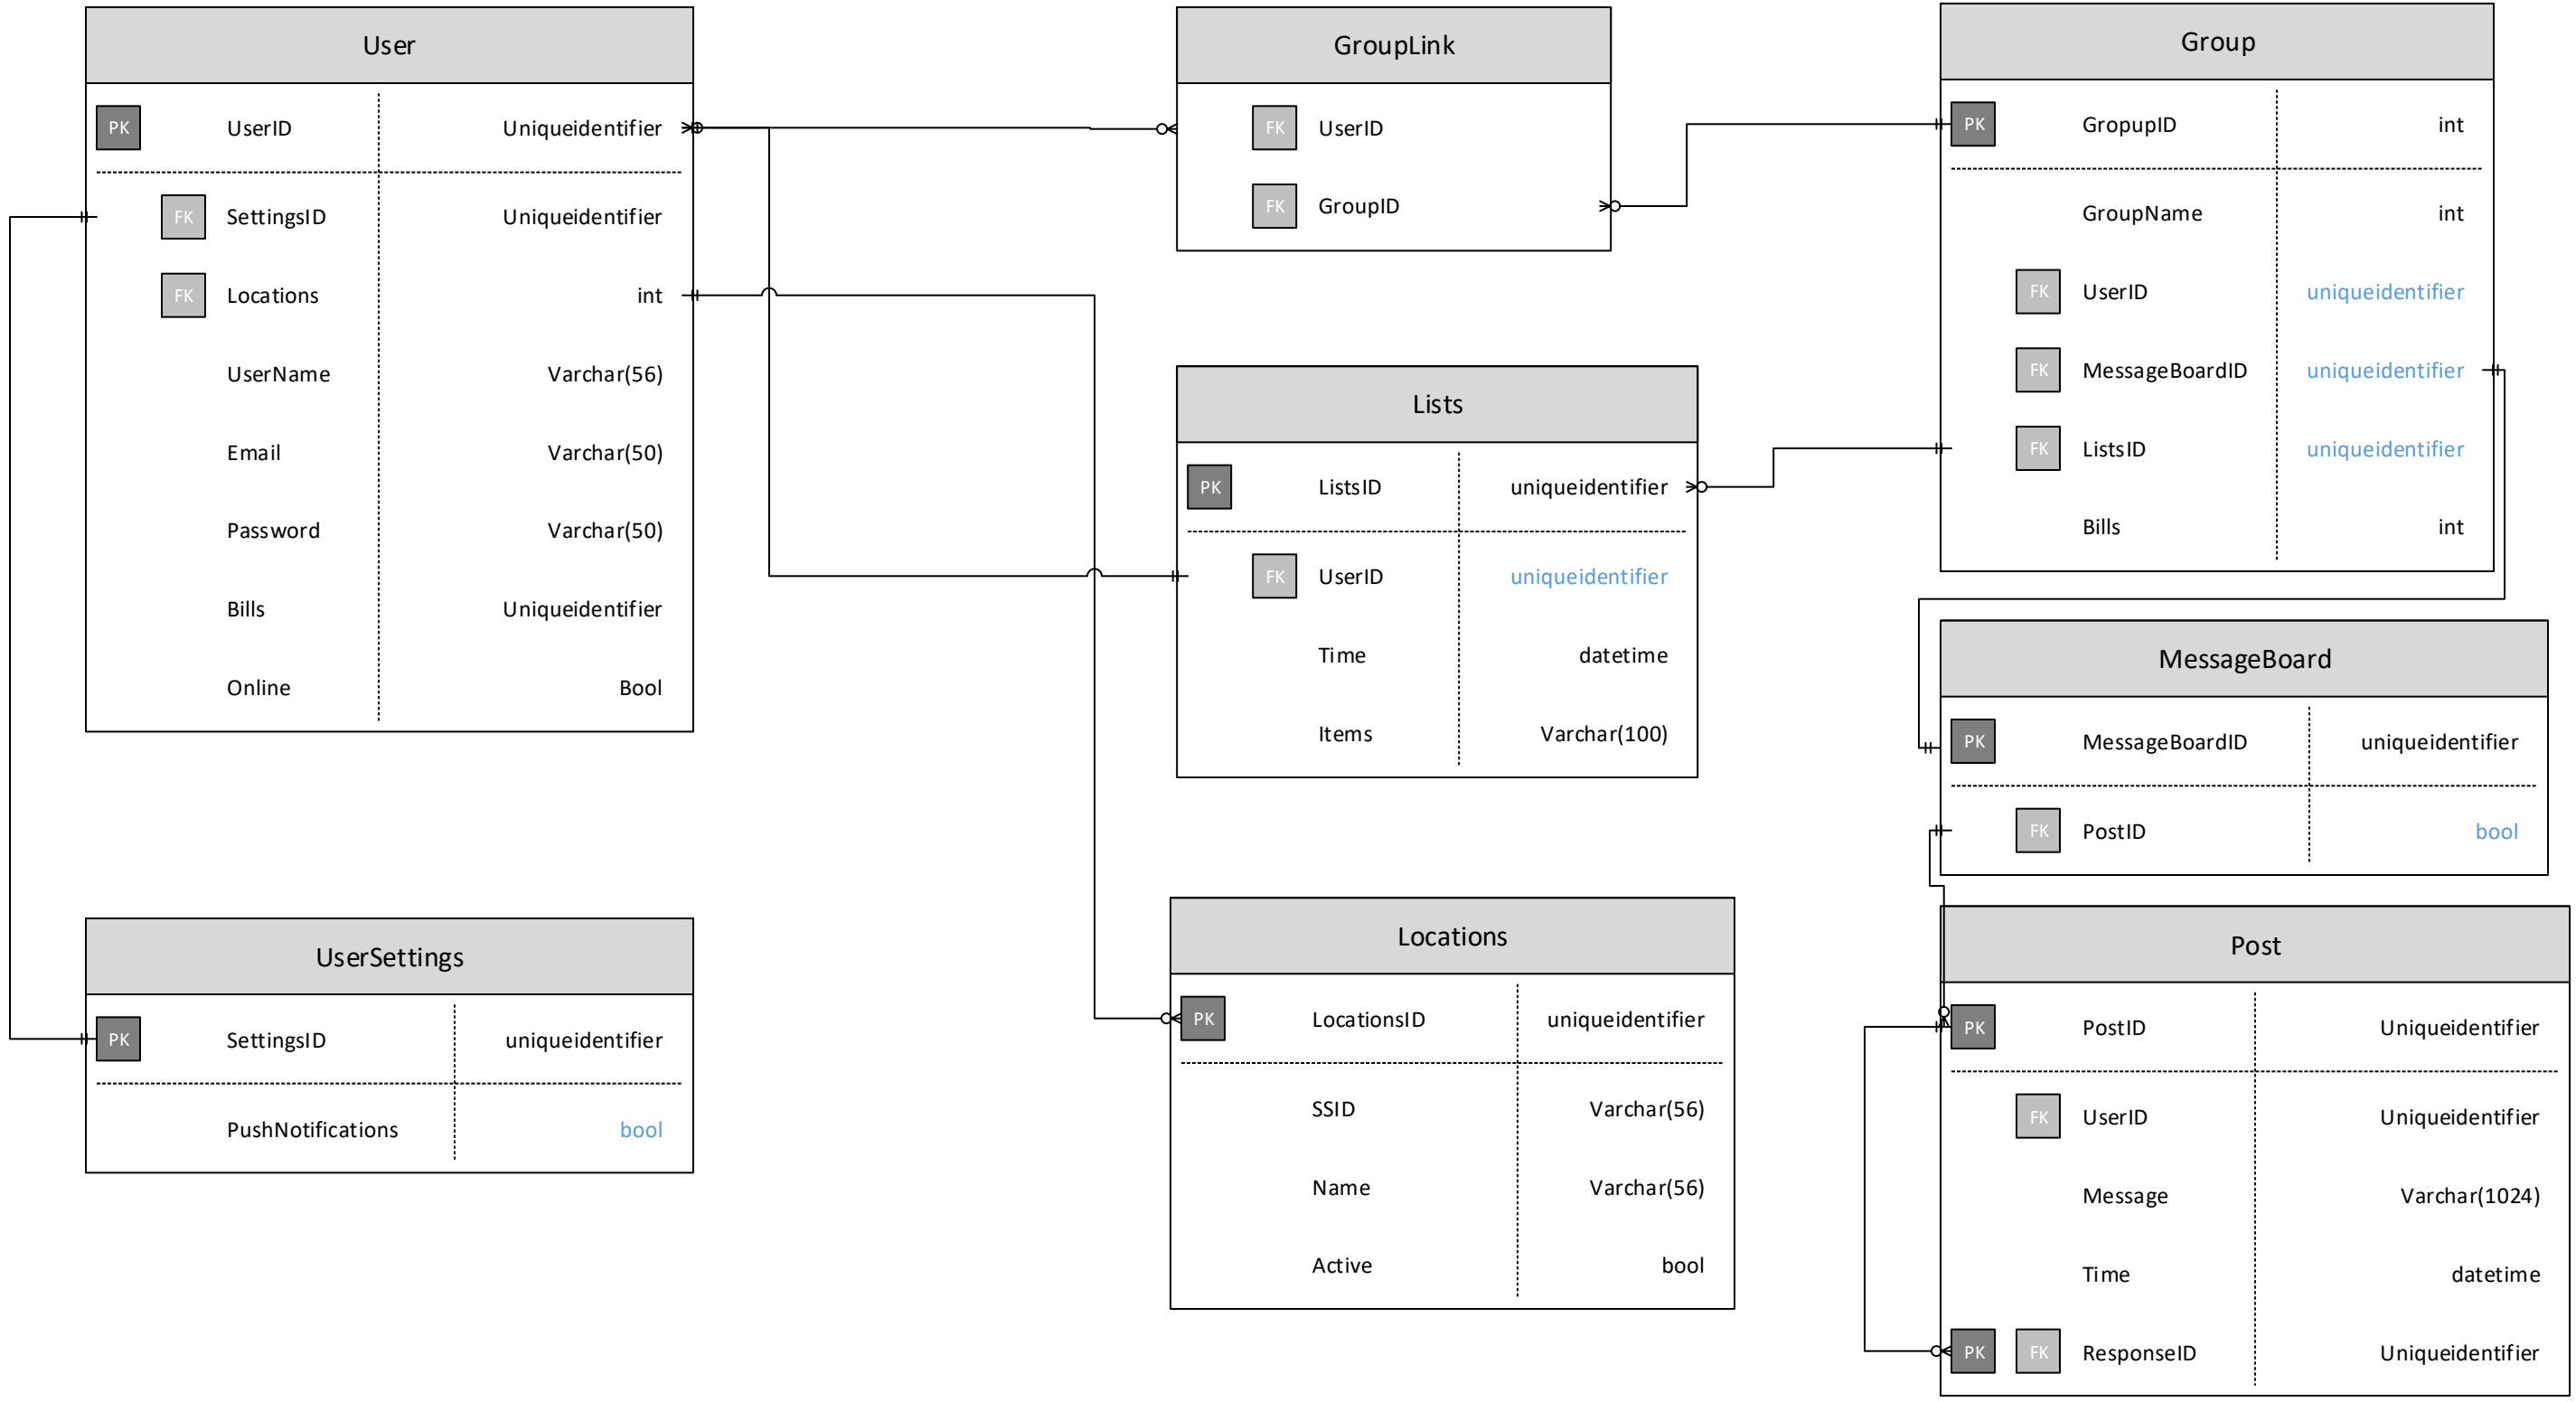 User
PK UserID Uniqueidentifier
FK SettingsID Uniqueidentifier
FK Locations int
UserName Varchar(56)
Email Varchar(50)
Password Varchar(50)
Bills Uniqueidentifier
Online Bool
GroupLink
FK UserID
FK GroupID
Group
PK GropupID int
GroupName int
FK UserID uniqueidentifier
FK MessageBoardID uniqueidentifier
FK ListsID uniqueidentifier
Bills int
Lists
PK ListsID uniqueidentifier
FK UserID uniqueidentifier
Time datetime
Items Varchar(100)
MessageBoard
PK MessageBoardID uniqueidentifier
FK PostID bool
UserSettings
PK SettingsID uniqueidentifier
PushNotifications bool
Locations
PK LocationsID uniqueidentifier
SSID Varchar(56)
Name Varchar(56)
Active bool
Post
PK PostID Uniqueidentifier
FK UserID Uniqueidentifier
Message Varchar(1024)
Time datetime
PK FK ResponseID Uniqueidentifier